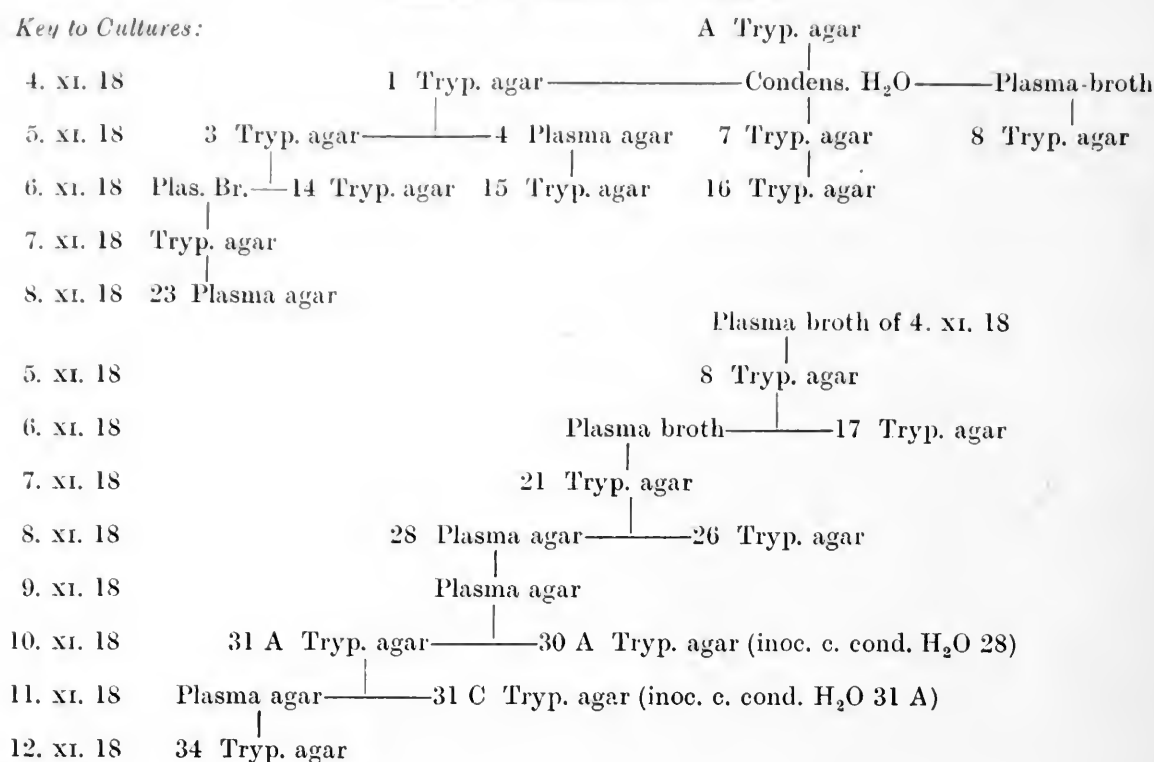 Key to Cultures:
A Tryp. agar
4. XI. 18 1 Tryp. agar Condens. H₂O Plasma-broth
5. XI. 18 3 Tryp. agar 4 Plasma agar 7 Tryp. agar 8 Tryp. agar
6. XI. 18 Plas. Br. 14 Tryp. agar 15 Tryp. agar 16 Tryp. agar
7. XI. 18 Tryp. agar
8. XI. 18 23 Plasma agar
Plasma broth of 4. XI. 18
5. XI. 18 8 Tryp. agar
6. XI. 18 Plasma broth 17 Tryp. agar
7. XI. 18 21 Tryp. agar
8. XI. 18 28 Plasma agar 26 Tryp. agar
9. XI. 18 Plasma agar
10. XI. 18 31 A Tryp. agar 30 A Tryp. agar (inoc. c. cond. H₂O 28)
11. XI. 18 Plasma agar 31 C Tryp. agar (inoc. c. cond. H₂O 31 A)
12. XI. 18 34 Tryp. agar